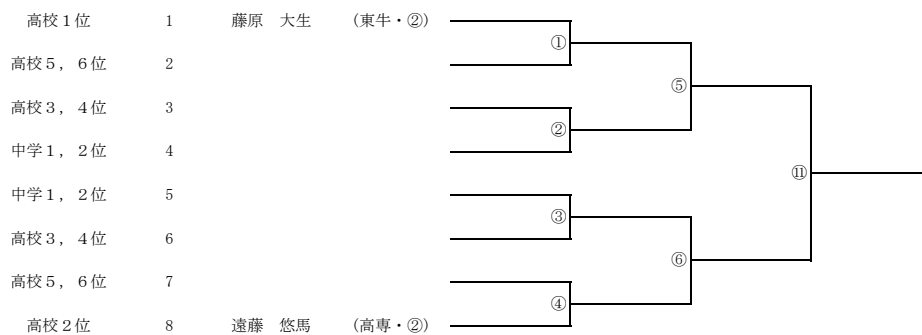 高校１位 1 藤原 大生 (東牛・②)
①
高校５，６位 2
⑤
高校３，４位 3
②
中学１，２位 4
⑪
中学１，２位 5
③
高校３，４位 6
⑥
高校５，６位 7
④
高校２位 8 遠藤 悠馬 (高専・②)